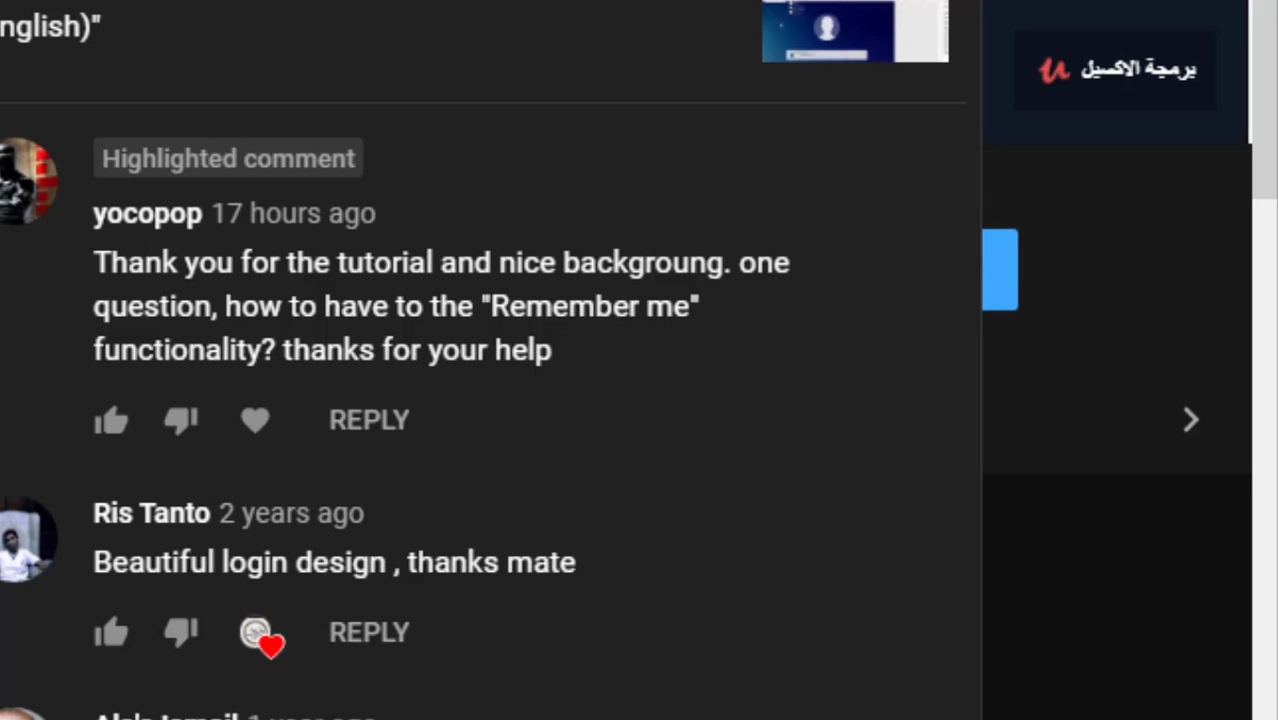 nglish)"
برمجة الاكسيل
Highlighted comment
yocopop 17 hours ago
Thank you for the tutorial and nice backgroung. one
question, how to have to the "Remember me"
functionality? thanks for your help
REPLY
Ris Tanto 2 years ago
Beautiful login design , thanks mate
REPLY